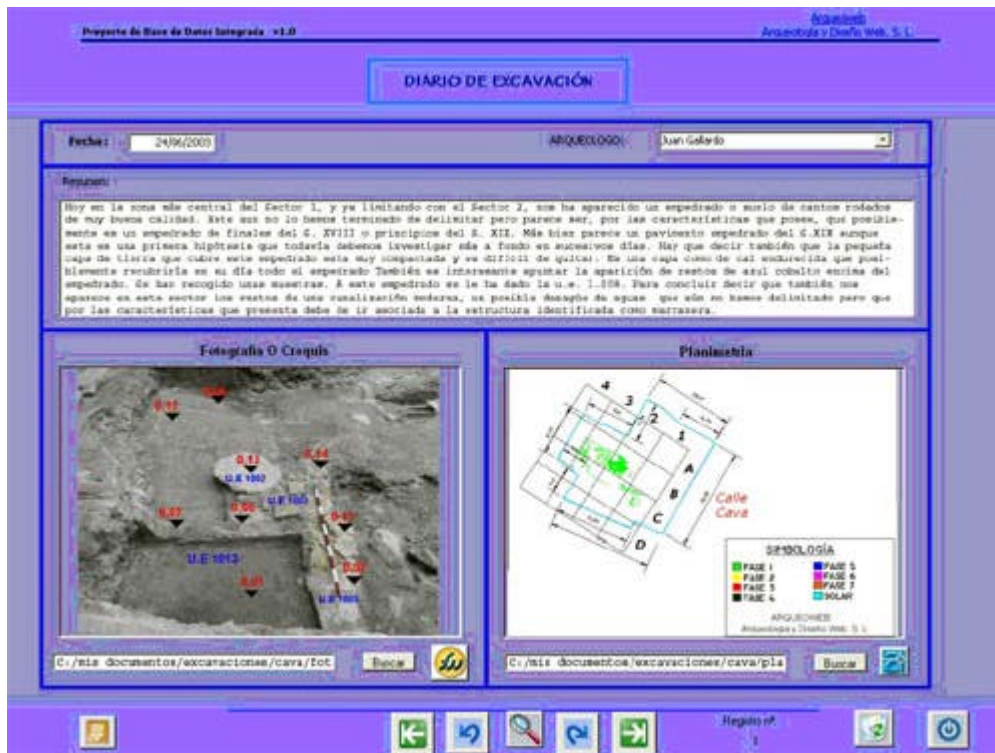 Proyecto de Base de Datos Integrada v1.0
Arqueoweb
Arqueología y Diseño Web, S. L.
DIARIO DE EXCAVACIÓN
Fecha: 24/06/2003
ARQUEOLOGO: Juan Gallardo
Resumen:
Hoy en la zona más central del Sector 1, y ya limitando con el Sector 2, nos ha aparecido un empedrado o suelo de cantos rodados
de muy buena calidad. Este aun no lo hemos terminado de delimitar pero parece ser, por las características que posee, que posible-
mente es un empedrado de finales del S. XVIII o principios del S. XIX. Más bien parece un pavimento empedrado del S.XIX aunque
esta es una primera hipótesis que todavía debemos investigar más a fondo en sucesivos días. Hay que decir también que la pequeña
capa de tierra que cubre este empedrado esta muy compactada y es difícil de quitar. Es una capa como de cal endurecida que posi-
blemente recubriría en su día todo el empedrado También es interesante apuntar la aparición de restos de azul cobalto encima del
empedrado. Se han recogido unas muestras. A este empedrado se le ha dado la u.e. 1.008. Para concluir decir que también nos
aparece en este sector los restos de una canalización moderna, un posible desagüe de aguas que aún no hemos delimitado pero que
por las características que presenta debe de ir asociada a la estructura identificada como
Fotografía O Croquis
Planimetría
0,13
0,14
U.E 1002
U.E 1013
0,01
4
3
2
1
A
B
C
D
Calle
Cava
SIMBOLOGÍA
FASE 1 FASE 5
FASE 2 FASE 6
FASE 3 FASE 7
FASE 4 SOLAR
ARQUEOWEB
Arqueología y Diseño Web. S. L.
C:/mis documentos/excavaciones/cava/fot
Buscar
C:/mis documentos/excavaciones/cava/pla
Buscar
Registro nº:
1